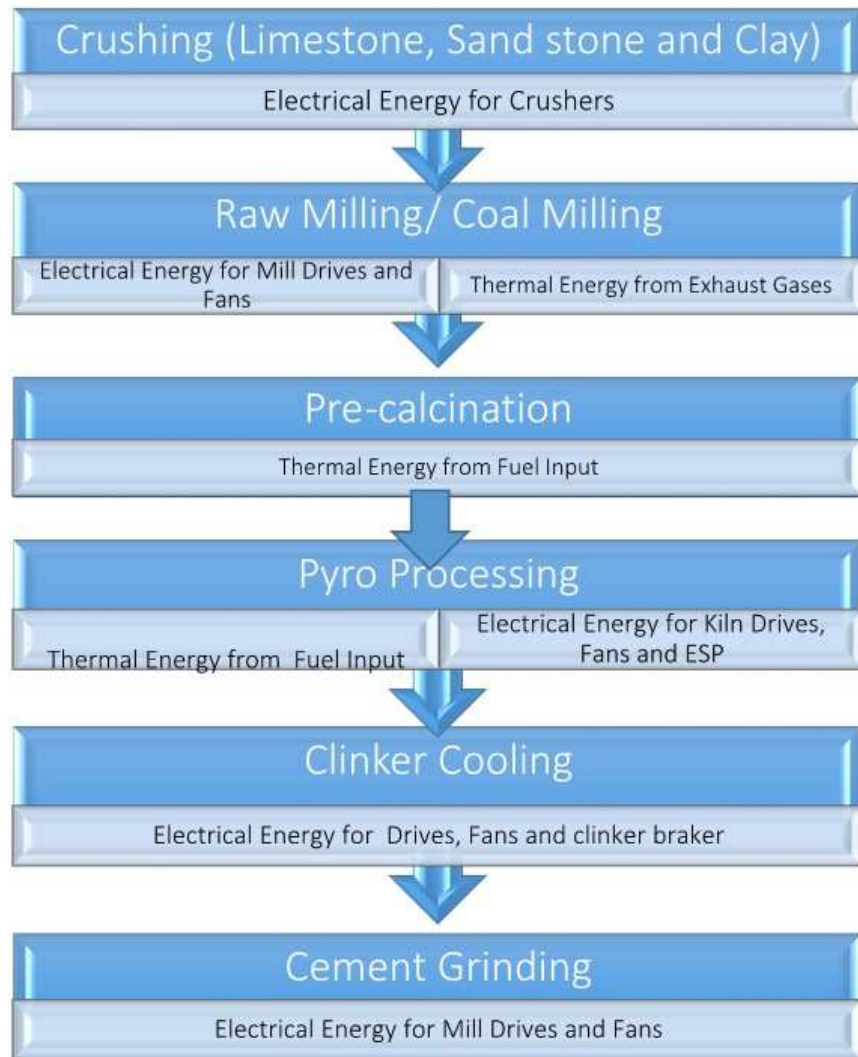 Crushing (Limestone, Sand stone and Clay)
Electrical Energy for Crushers
Raw Milling/ Coal Milling
Electrical Energy for Mill Drives and
Fans
Thermal Energy from Exhaust Gases
Pre-calcination
Thermal Energy from Fuel Input
Pyro Processing
Thermal Energy from  Fuel Input
Electrical Energy for Kiln Drives,
Fans and ESP
Clinker Cooling
Electrical Energy for  Drives, Fans and clinker braker
Cement Grinding
Electrical Energy for Mill Drives and Fans